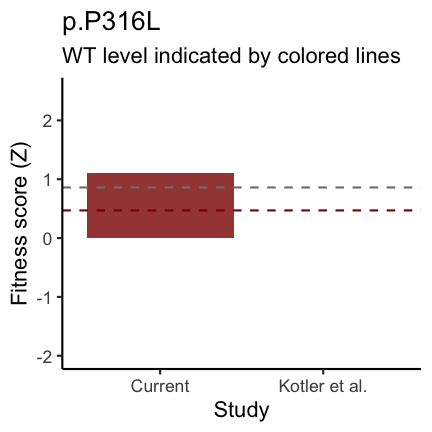 p.P316L
WT level indicated by colored lines
Fitness score (Z)
2
1
0
-1
-2
Current
Kotler et al.
Study